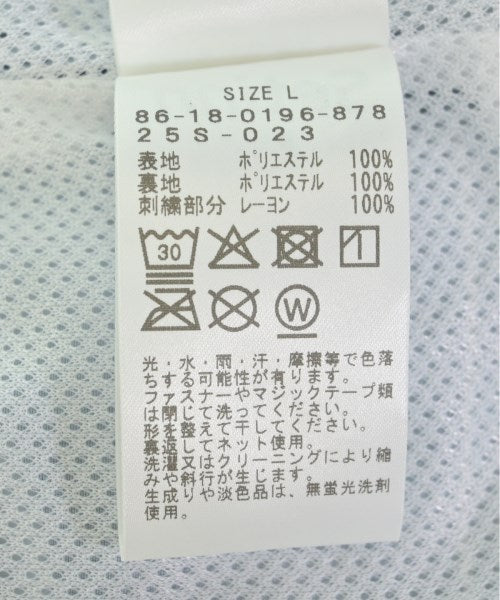 SIZE L
86-18-0196-878
25S-023
表地 ポリエステル 100%
裏地 ポリエステル 100%
刺繍部分 レーヨン 100%
30
W
光・水・雨・汗・摩擦等で色落
ちする可能性が有ります。
ファスナーやマジックテープ類
は閉じて洗ってください。
形を整えて干してください。
裏返してネット使用。
洗濯又はクリーニングにより縮
みや斜行が生じます。
生成りや淡色品は、無蛍光洗剤
使用。